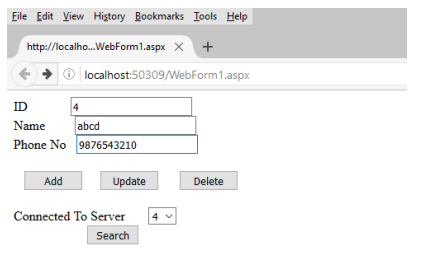 File Edit View History Bookmarks Tools Help
http://localho...WebForm1.aspx × +
localhost:50309/WebForm1.aspx
ID 4
Name abcd
Phone No 9876543210
Add Update Delete
Connected To Server 4
Search